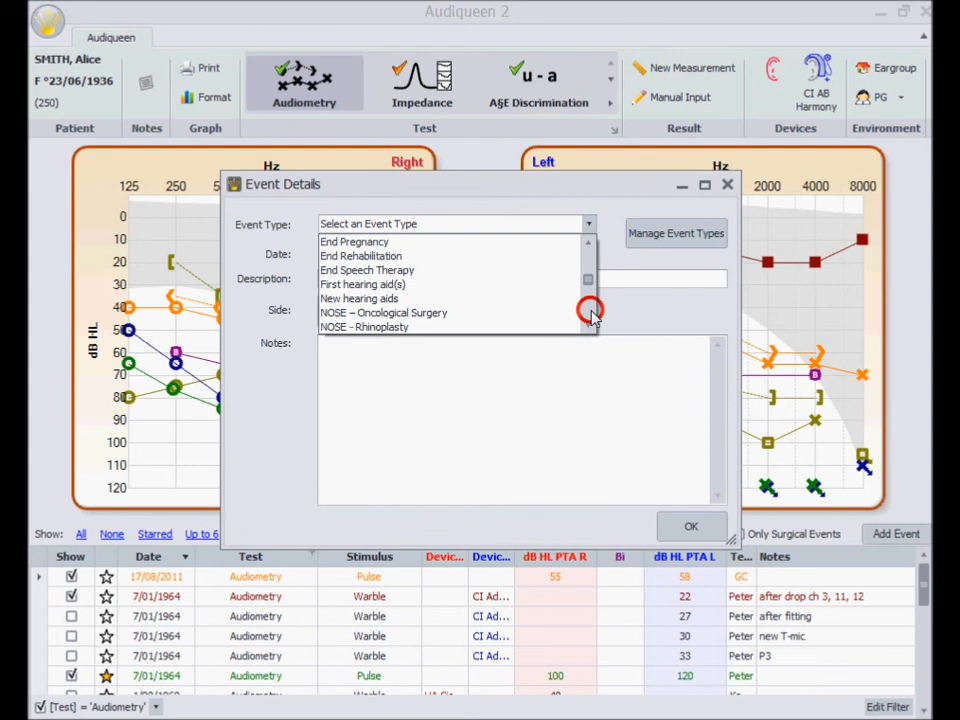 Audiqueen 2
Audiqueen
SMITH, Alice
F °23/06/1936
(250)
Print
Format
Audiometry
Impedance
u - a
A§E Discrimination
New Measurement
Manual Input
CI AB
Harmony
Eargroup
PG
Patient
Notes
Graph
Test
Result
Devices
Environment
Hz
Right
Left
Hz
125 250
2000 4000 8000
0
10
20
30
40
50
60
70
80
90
100
110
120
dB HL
B
B
Event Details
Event Type:
Select an Event Type
Manage Event Types
End Pregnancy
End Rehabilitation
End Speech Therapy
First hearing aid(s)
New hearing aids
NOSE – Oncological Surgery
NOSE - Rhinoplasty
Date:
Description:
Side:
Notes:
OK
Show: All None Starred Up to 6
Only Surgical Events
Add Event
Show Date Test Stimulus Devic... Devic... dB HL PTA R Bi dB HL PTA L Te... Notes
17/08/2011 Audiometry Pulse 55 58 GC
7/01/1964 Audiometry Warble CI Ad... 22 Peter after drop ch 3, 11, 12
7/01/1964 Audiometry Warble CI Ad... 27 Peter after fitting
7/01/1964 Audiometry Warble CI Ad... 30 Peter new T-mic
7/01/1964 Audiometry Warble CI Ad... 33 Peter P3
7/01/1964 Audiometry Pulse 100 120 Peter
[Test] = 'Audiometry'
Edit Filter